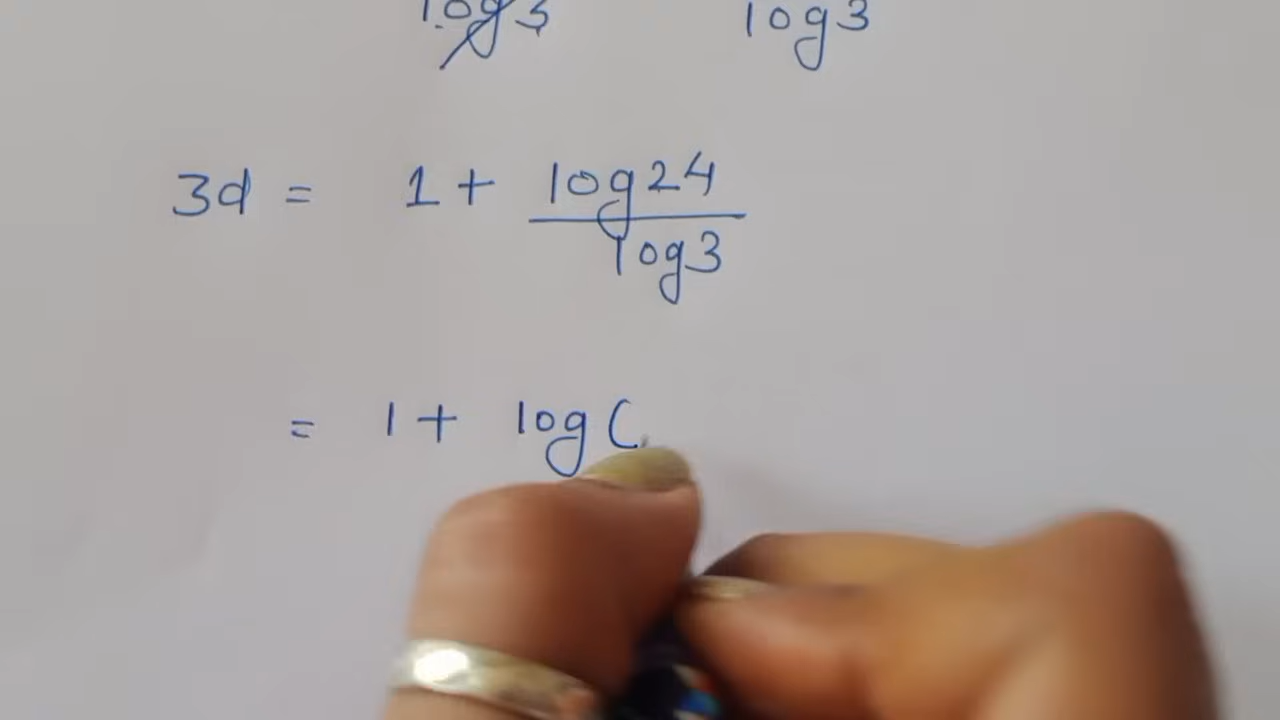 log3 log3
3d = 1 + log24
log3
= 1 + log(